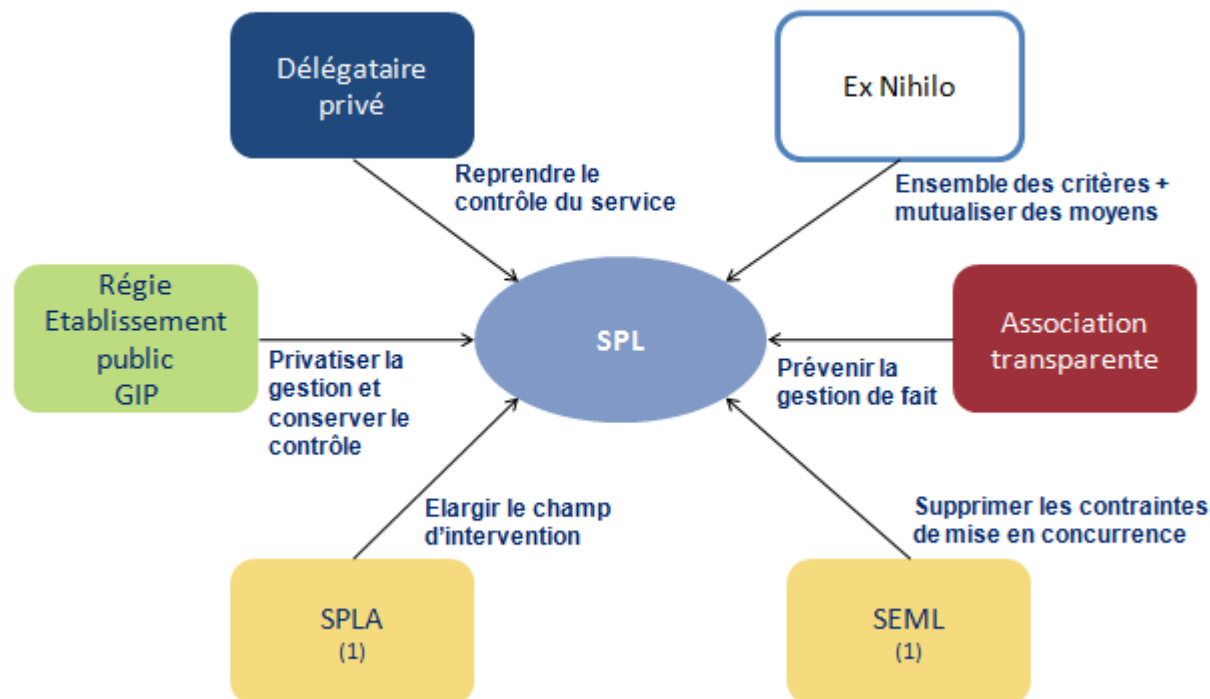 Délégataire
privé
Ex Nihilo
Reprendre le
contrôle du service
Ensemble des critères +
mutualiser des moyens
Régie
Etablissement
public
GIP
Privatiser la
gestion et
conserver le
contrôle
SPL
Prévenir la
gestion de fait
Association
transparente
Elargir le champ
d'intervention
Supprimer les contraintes
de mise en concurrence
SPLA
(1)
SEML
(1)